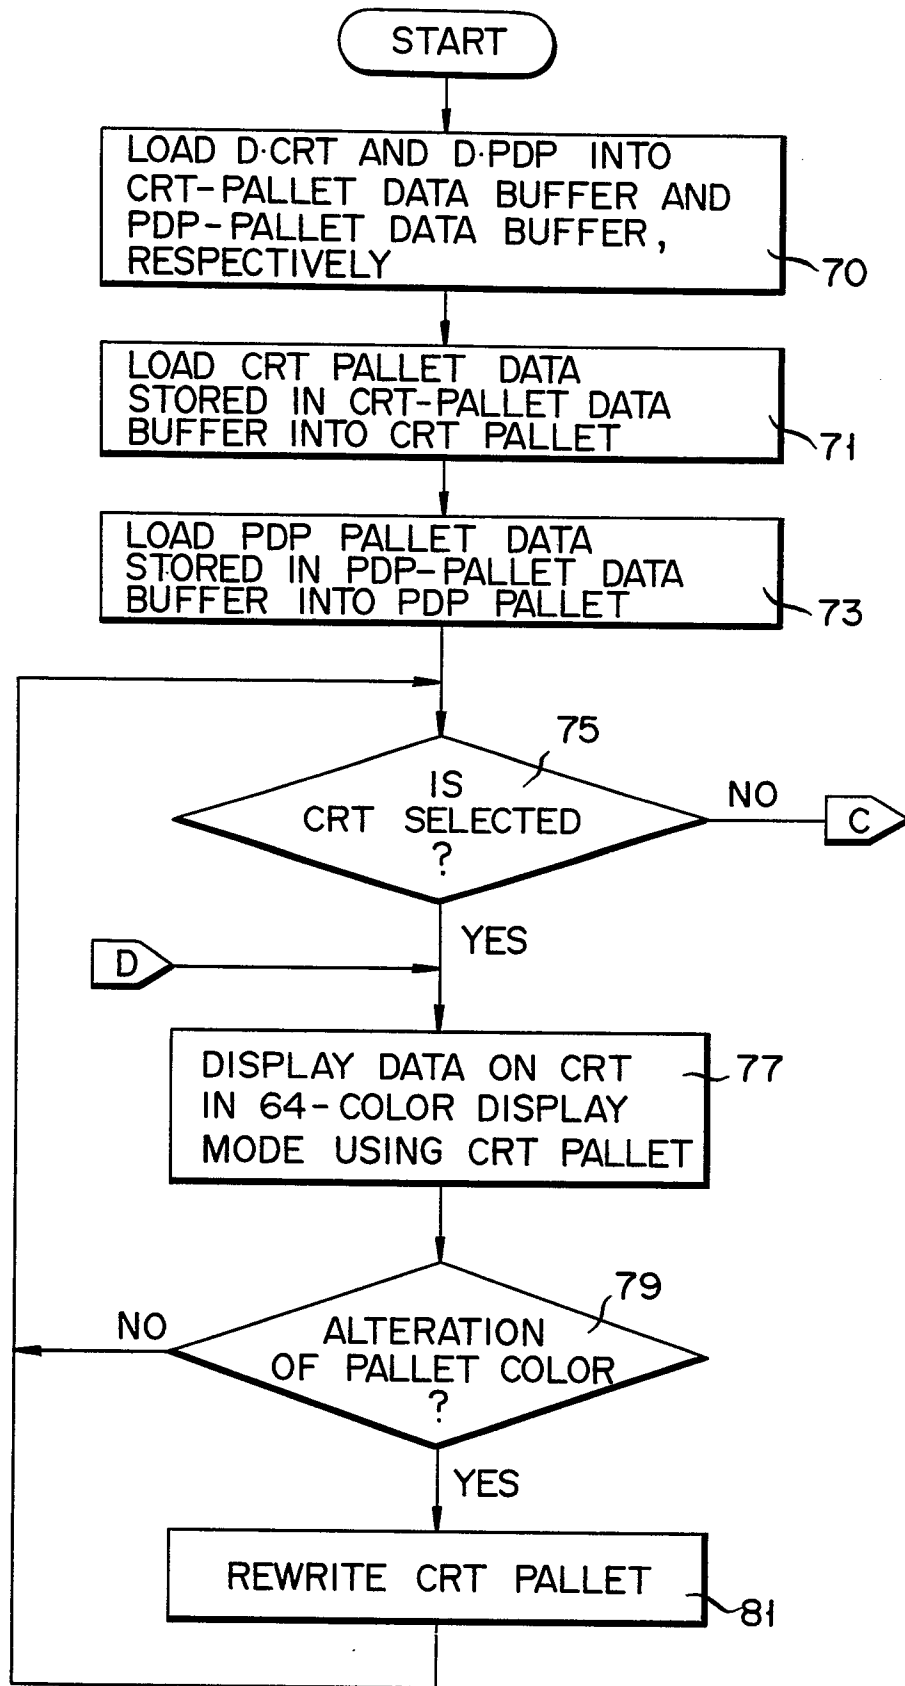 START
LOAD D·CRT AND D·PDP INTO
CRT-PALLET DATA BUFFER AND
PDP-PALLET DATA BUFFER,
RESPECTIVELY
70
LOAD CRT PALLET DATA
STORED IN CRT-PALLET DATA
BUFFER INTO CRT PALLET
71
LOAD PDP PALLET DATA
STORED IN PDP-PALLET DATA
BUFFER INTO PDP PALLET
73
75
IS
CRT SELECTED
?
NO
C
YES
D
DISPLAY DATA ON CRT
IN 64-COLOR DISPLAY
MODE USING CRT PALLET
77
79
NO
ALTERATION
OF PALLET COLOR
?
YES
REWRITE CRT PALLET
81